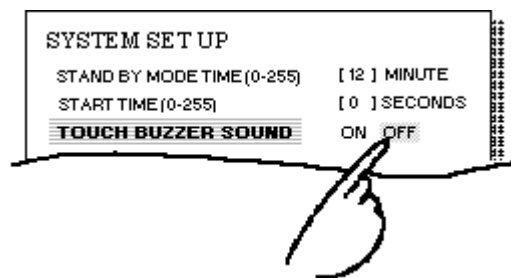 SYSTEM SET UP
STAND BY MODE TIME (0-255) [ 12 ] MINUTE
START TIME (0-255) [ 0 ] SECONDS
TOUCH BUZZER SOUND ON OFF